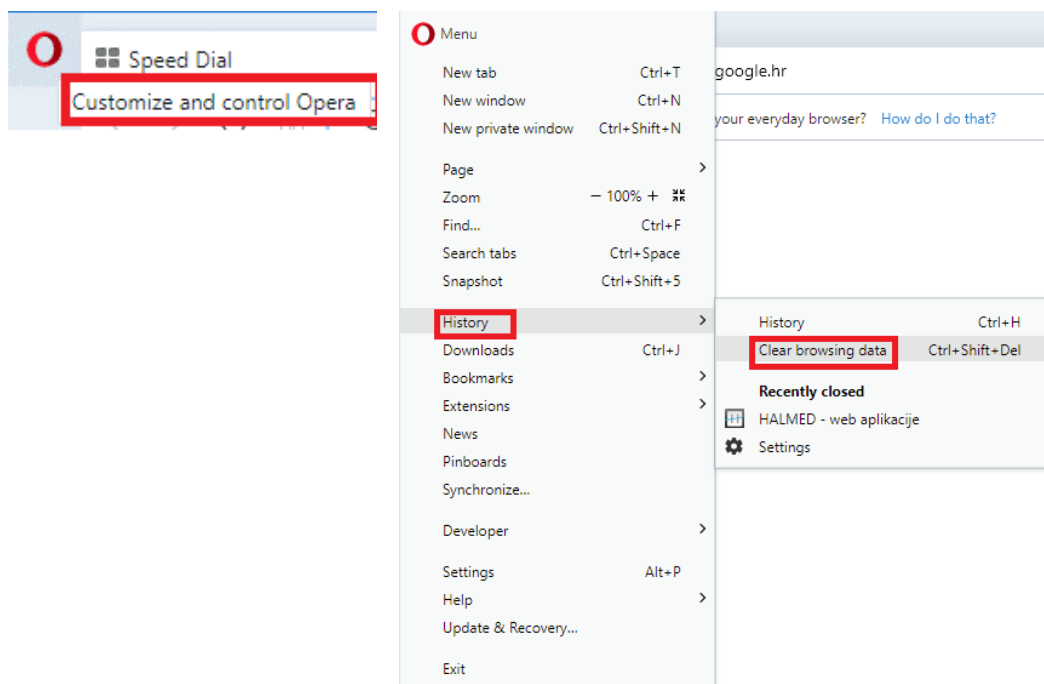 Speed Dial
Customize and control Opera
Menu
New tab Ctrl+T
New window Ctrl+N
New private window Ctrl+Shift+N
Page
Zoom − 100% +
Find... Ctrl+F
Search tabs Ctrl+Space
Snapshot Ctrl+Shift+5
History
Downloads Ctrl+J
Bookmarks
Extensions
News
Pinboards
Synchronize...
Developer
Settings Alt+P
Help
Update & Recovery...
Exit
google.hr
your everyday browser? How do I do that?
History Ctrl+H
Clear browsing data Ctrl+Shift+Del
Recently closed
HALMED - web aplikacije
Settings